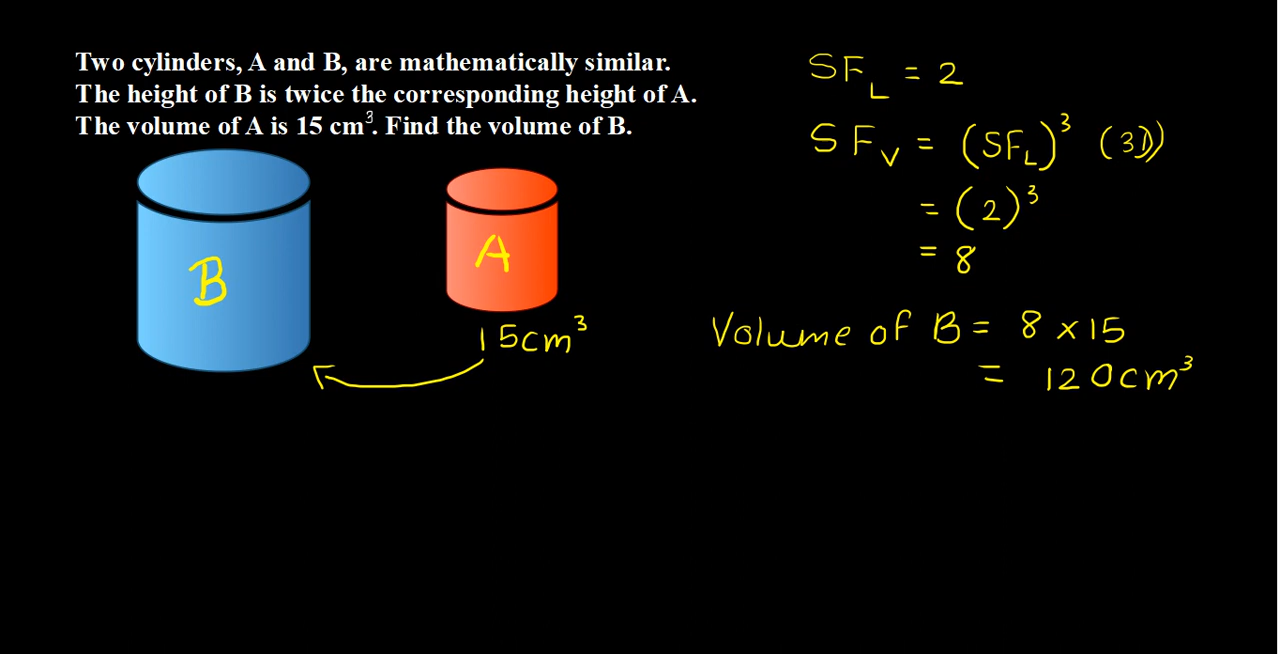 Two cylinders, A and B, are mathematically similar.
The height of B is twice the corresponding height of A.
The volume of A is 15 cm³. Find the volume of B.
B
A
15cm³
SF_L = 2
SF_V = (SF_L)³ (3D)
= (2)³
= 8
Volume of B = 8 × 15
= 120cm³